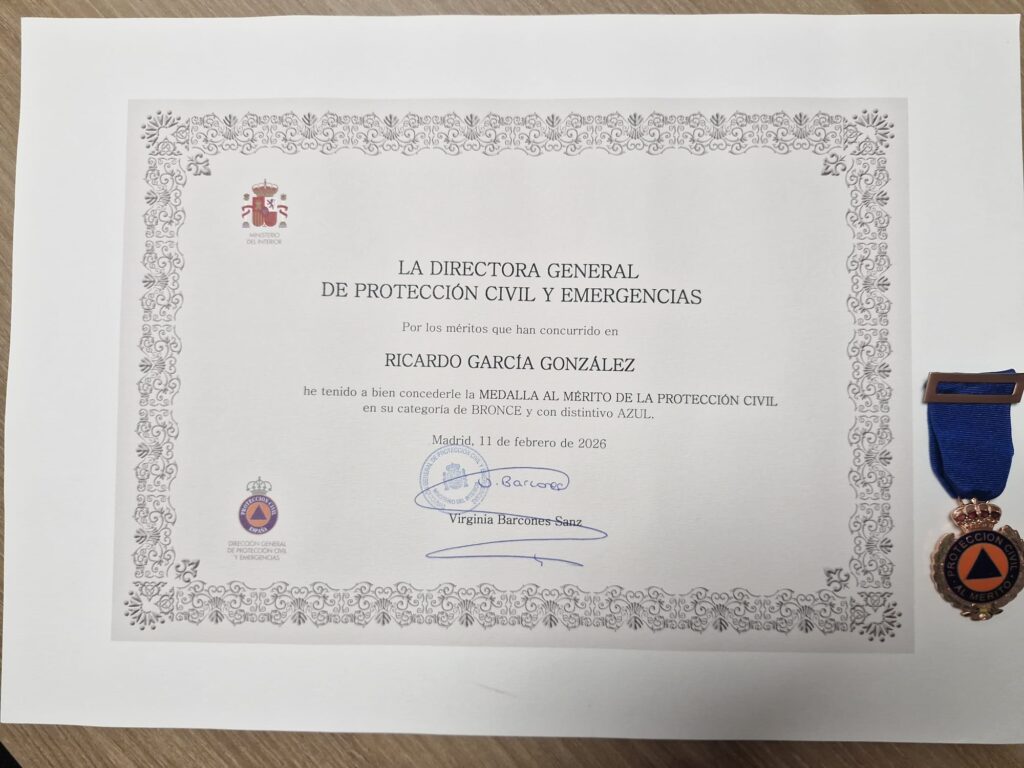 MINISTERIO
DEL INTERIOR
LA DIRECTORA GENERAL
DE PROTECCIÓN CIVIL Y EMERGENCIAS
Por los méritos que han concurrido en
RICARDO GARCÍA GONZÁLEZ
he tenido a bien concederle la MEDALLA AL MÉRITO DE LA PROTECCIÓN CIVIL
en su categoría de BRONCE y con distintivo AZUL.
Madrid, 11 de febrero de 2026
V. Barcones
Virginia Barcones Sanz
PROTECCIÓN CIVIL
ESPAÑA
DIRECCIÓN GENERAL
DE PROTECCIÓN CIVIL
Y EMERGENCIAS
PROTECCION CIVIL
AL MERITO